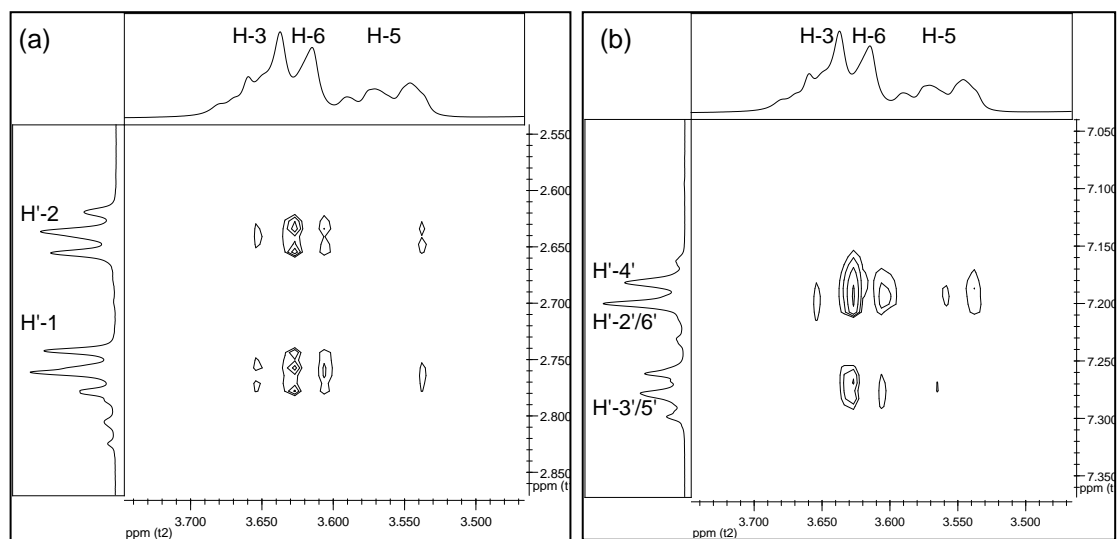 (a)
H-3 H-6 H-5
2.550
2.600
H'-2
2.650
2.700
H'-1
2.750
2.800
2.850
ppm (t
3.700 3.650 3.600 3.550 3.500
ppm (t2)
(b)
H-3 H-6 H-5
7.050
7.100
7.150
H'-4'
7.200
H'-2'/6'
7.250
H'-3'/5'
7.300
7.350
ppm (t
3.700 3.650 3.600 3.550 3.500
ppm (t2)